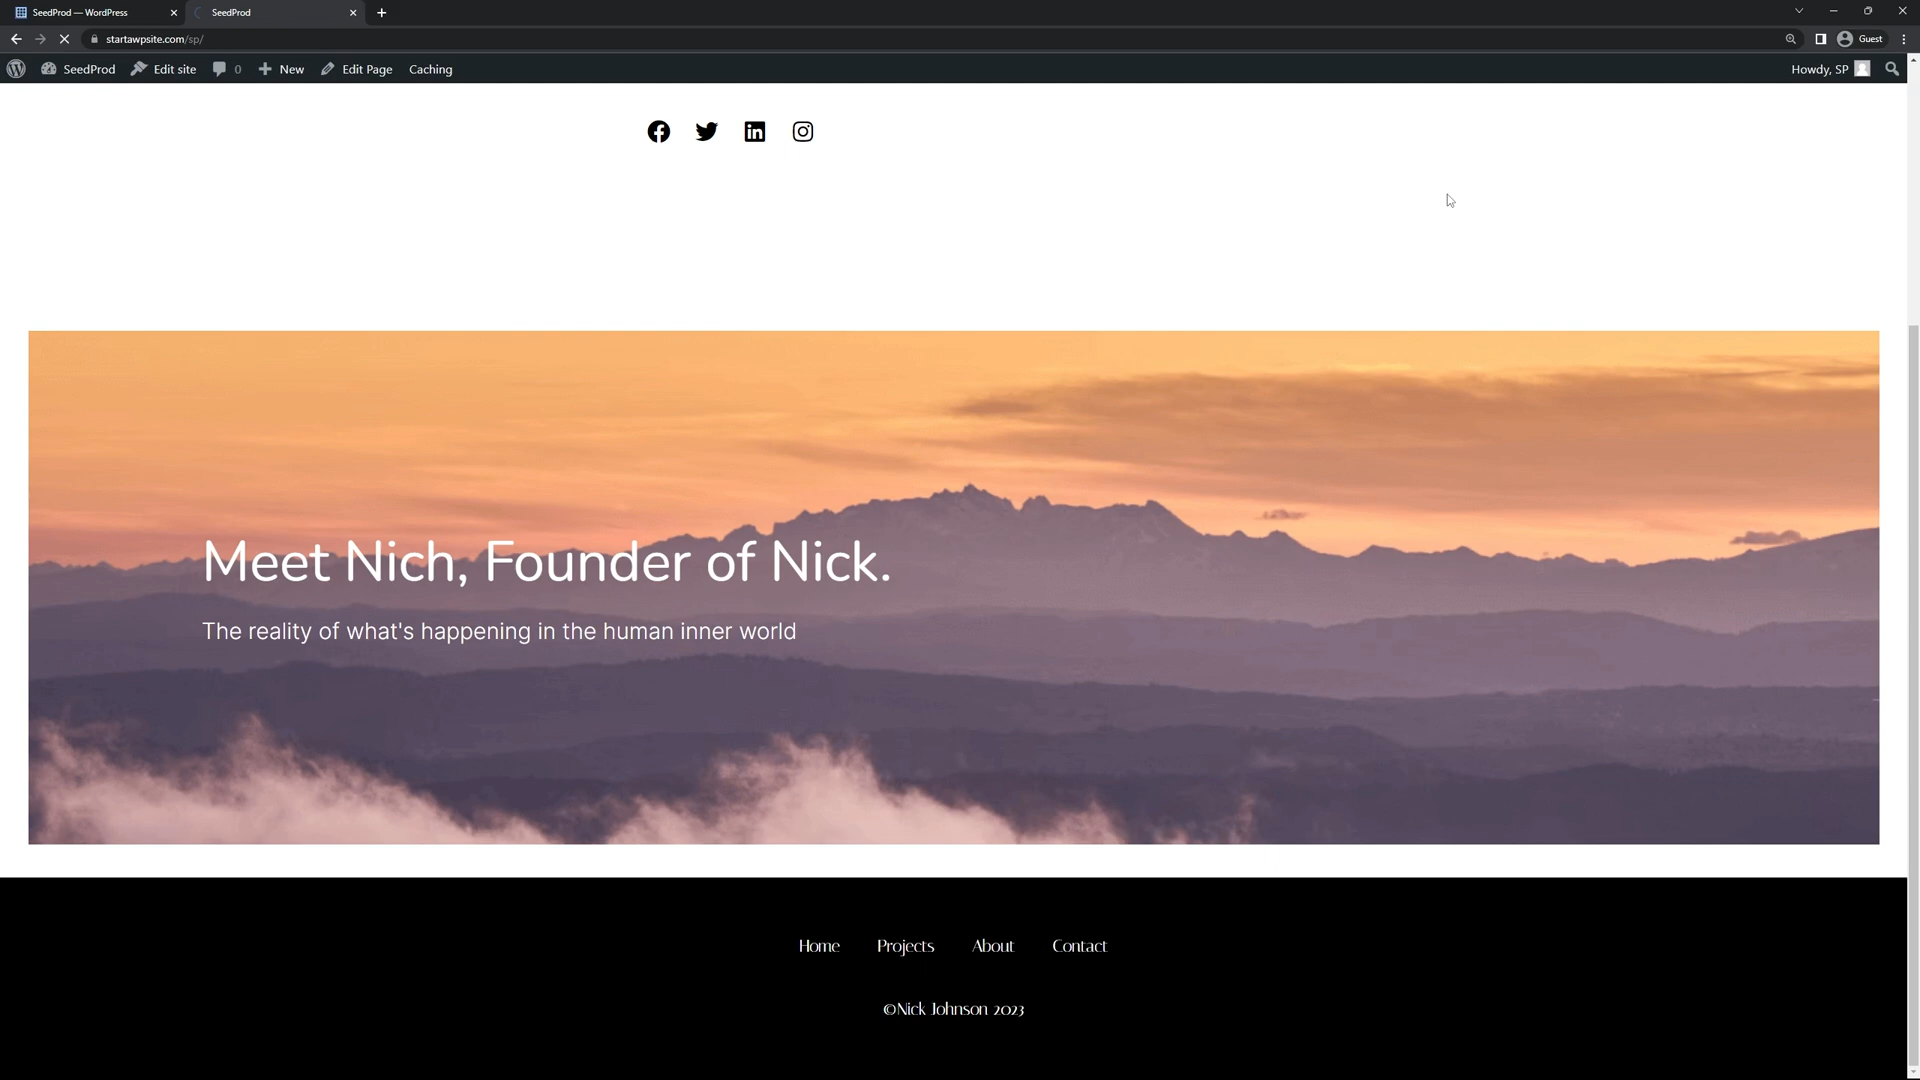 SeedProd — WordPress
SeedProd
startawpsite.com/sp/
Guest
SeedProd Edit site 0 New Edit Page Caching
Howdy, SP
Meet Nich, Founder of Nick.
The reality of what's happening in the human inner world
Home Projects About Contact
©Nick Johnson 2023